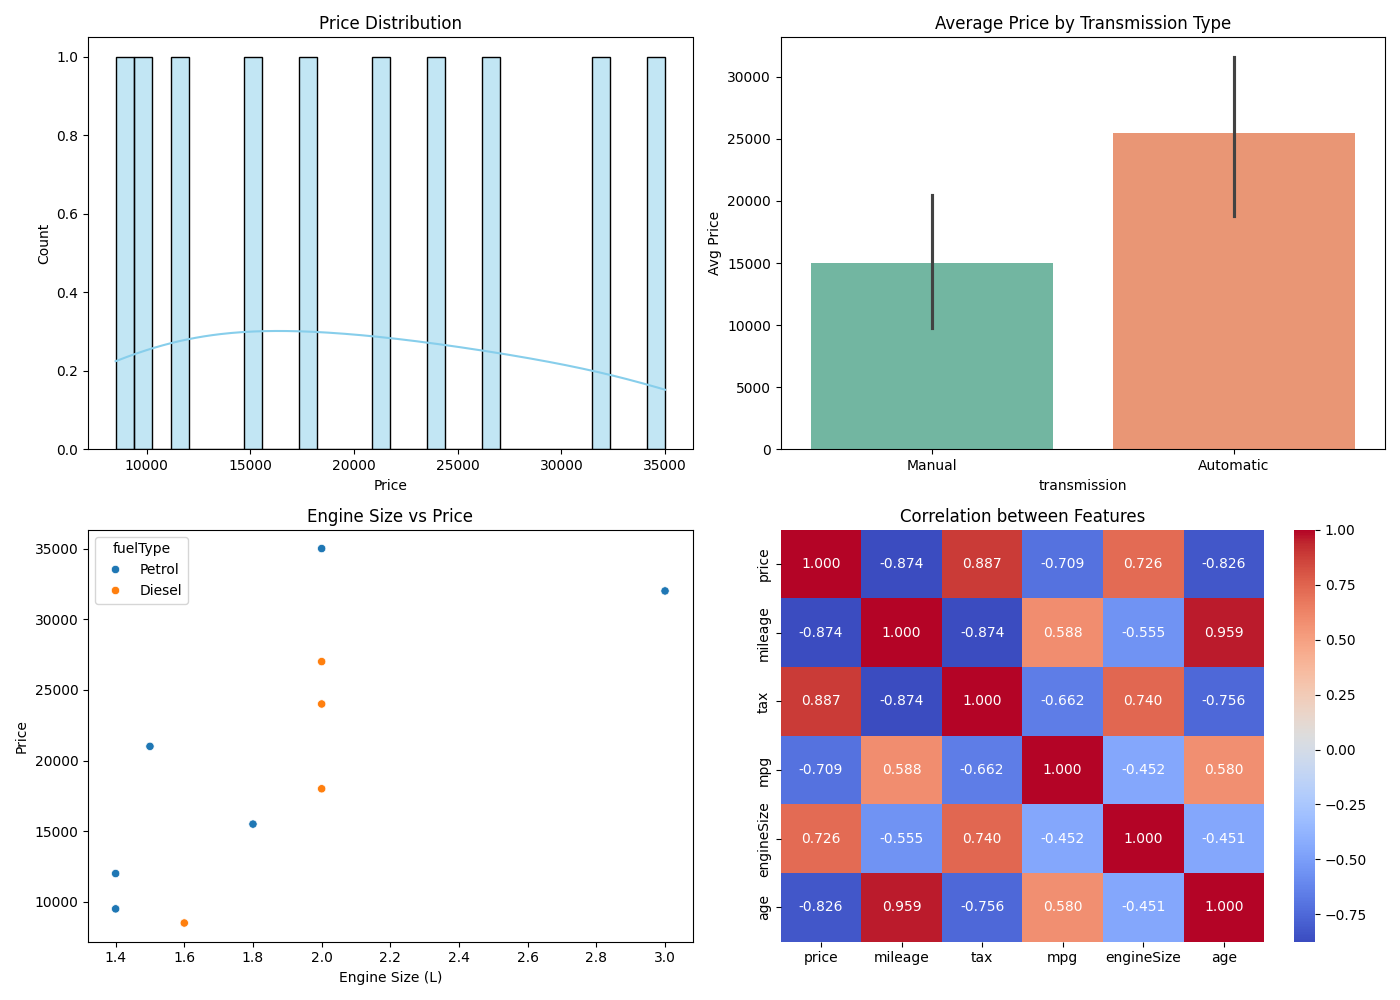 Price Distribution
1.0
0.8
0.6
0.4
0.2
0.0
Count
10000 15000 20000 25000 30000 35000
Price
Average Price by Transmission Type
30000
25000
20000
15000
10000
5000
0
Avg Price
Manual Automatic
transmission
Engine Size vs Price
fuelType
Petrol
Diesel
35000
30000
25000
20000
15000
10000
Price
1.4 1.6 1.8 2.0 2.2 2.4 2.6 2.8 3.0
Engine Size (L)
Correlation between Features
price 1.000 -0.874 0.887 -0.709 0.726 -0.826
mileage -0.874 1.000 -0.874 0.588 -0.555 0.959
tax 0.887 -0.874 1.000 -0.662 0.740 -0.756
mpg -0.709 0.588 -0.662 1.000 -0.452 0.580
engineSize 0.726 -0.555 0.740 -0.452 1.000 -0.451
age -0.826 0.959 -0.756 0.580 -0.451 1.000
price mileage tax mpg engineSize age
1.00
0.75
0.50
0.25
0.00
−0.25
−0.50
−0.75